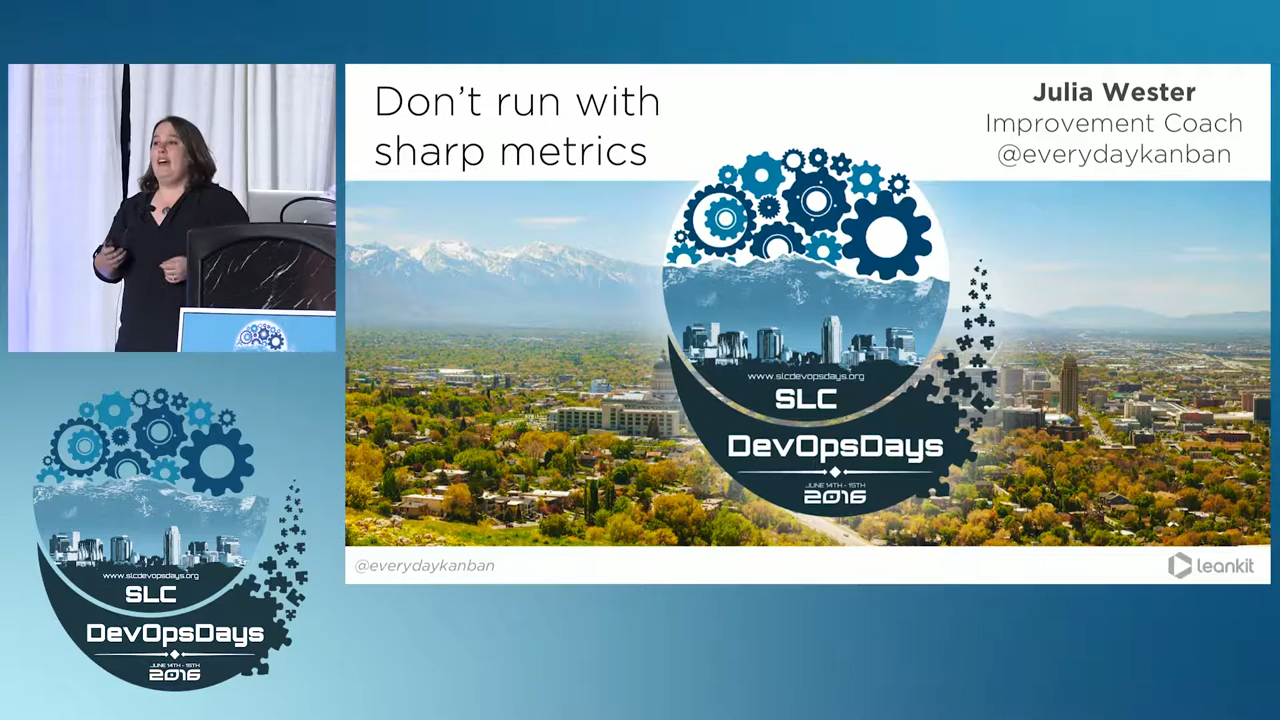 Don't run with
sharp metrics
Julia Wester
Improvement Coach
@everydaykanban
www.slcdevopsdays.org
SLC
DevOpsDays
JUNE 14TH - 15TH
2016
@everydaykanban
leankit
www.slcdevopsdays.org
SLC
DevOpsDays
JUNE 14TH - 15TH
2016